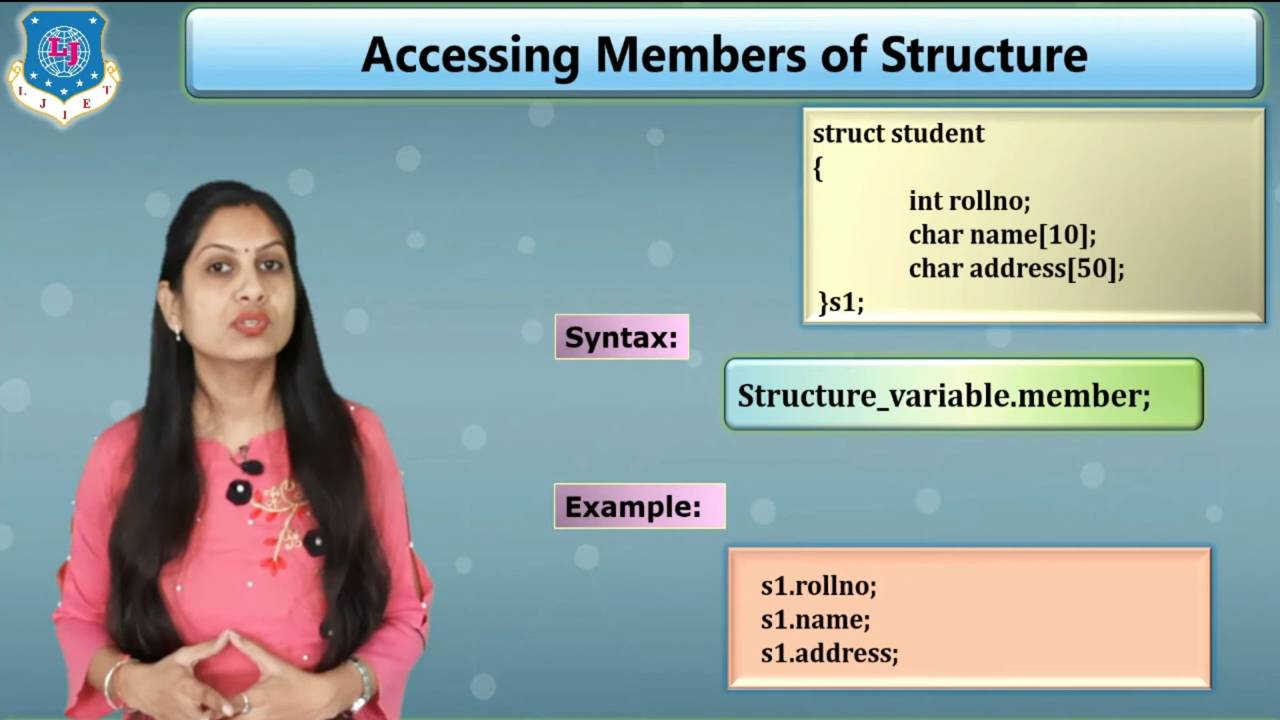 LJ
L J I E T
Accessing Members of Structure
struct student
{
int rollno;
char name[10];
char address[50];
}s1;
Syntax:
Structure_variable.member;
Example:
s1.rollno;
s1.name;
s1.address;